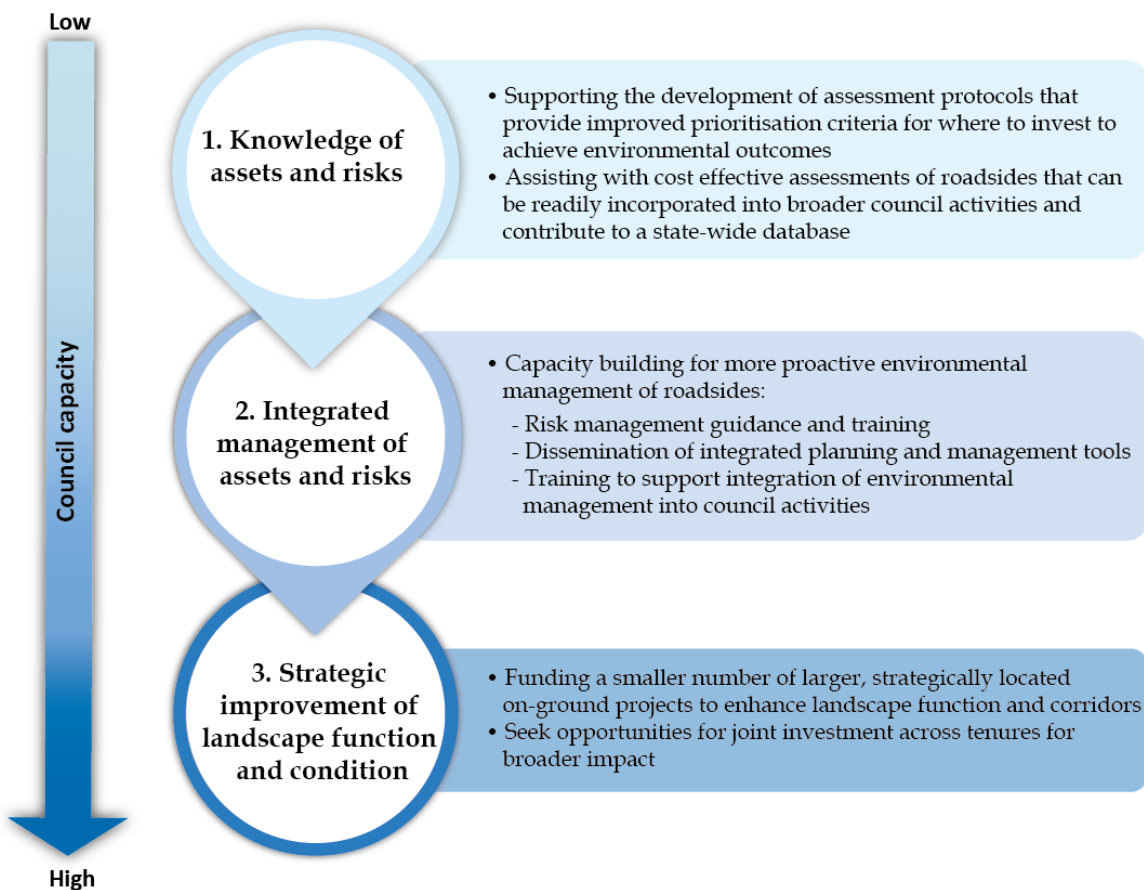 Low
Council capacity
High
1. Knowledge of
assets and risks
• Supporting the development of assessment protocols that
provide improved prioritisation criteria for where to invest to
achieve environmental outcomes
• Assisting with cost effective assessments of roadsides that can
be readily incorporated into broader council activities and
contribute to a state-wide database
2. Integrated
management of
assets and risks
• Capacity building for more proactive environmental
management of roadsides:
- Risk management guidance and training
- Dissemination of integrated planning and management tools
- Training to support integration of environmental
management into council activities
3. Strategic
improvement of
landscape function
and condition
• Funding a smaller number of larger, strategically located
on-ground projects to enhance landscape function and corridors
• Seek opportunities for joint investment across tenures for
broader impact